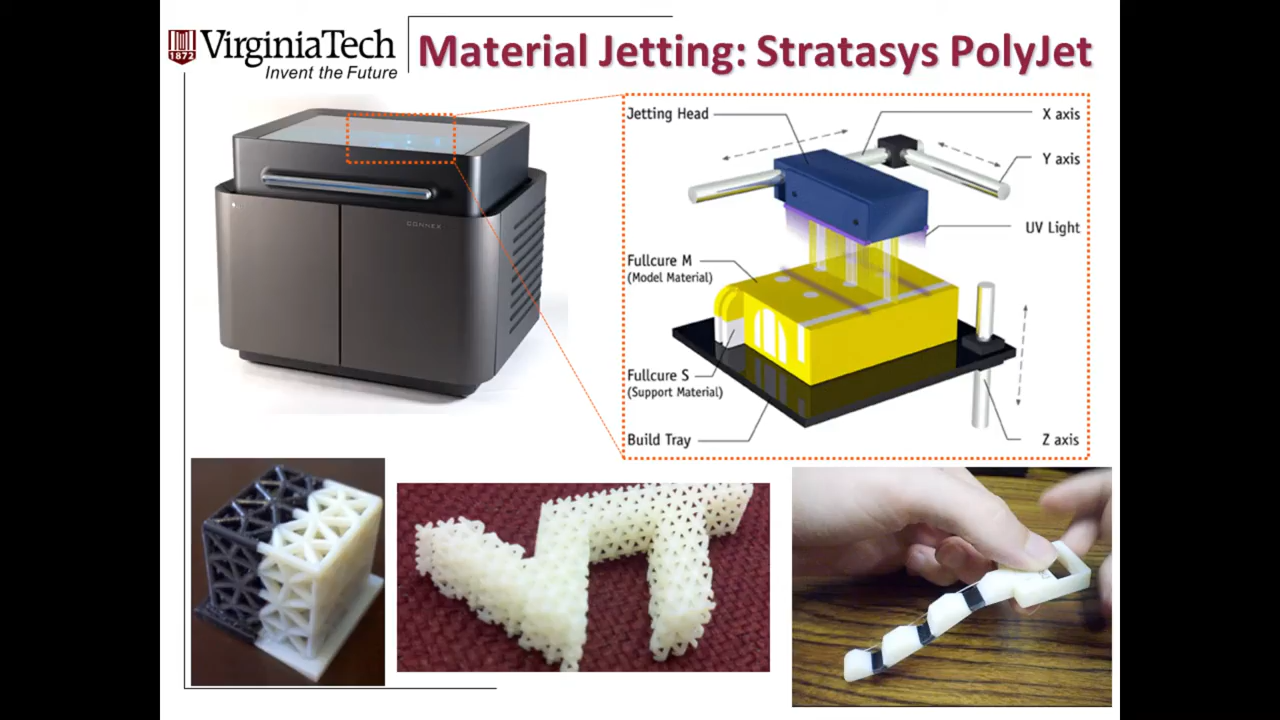 VirginiaTech
1872
Invent the Future
Material Jetting: Stratasys PolyJet
Jetting Head
X axis
Y axis
UV Light
Fullcure M
(Model Material)
Fullcure S
(Support Material)
Build Tray
Z axis
CONNEX